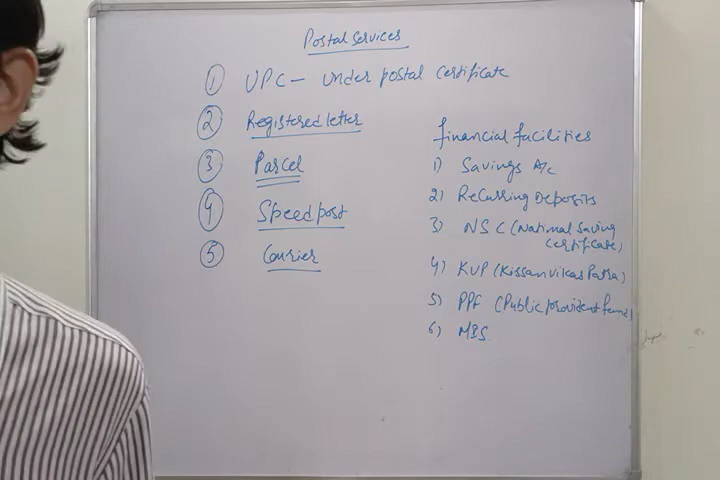 Postal Services
① UPC - under postal certificate
② Registered letter
③ Parcel
④ Speed post
⑤ Courier
financial facilities
1) Savings A/c
2) Recurring Deposits
3) NSC (National Saving
certificate)
4) KVP (Kissan vikas Patra)
5) PPF (Public provident fund)
6) MIS